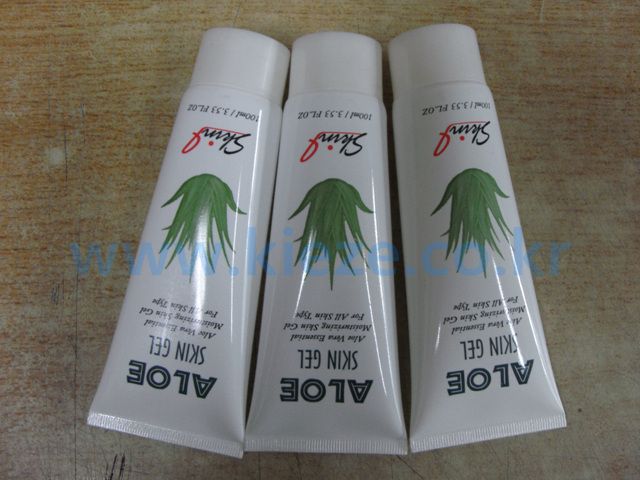 ALOE
SKIN GEL
Aloe Vera Essential
Moisturizing Skin Gel
For All Skin Type
100ml / 3.53 FL.OZ
ALOE
SKIN GEL
Aloe Vera Essential
Moisturizing Skin Gel
For All Skin Type
100ml / 3.53 FL.OZ
ALOE
SKIN GEL
Aloe Vera Essential
Moisturizing Skin Gel
For All Skin Type
100ml / 3.53 FL.OZ
www.kieze.co.kr